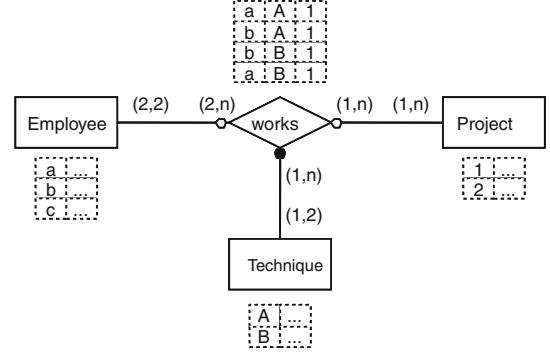 a A 1
b A 1
b B 1
a B 1
(2,2) (2,n) (1,n) (1,n)
Employee works Project
a ...
b ...
c ...
1 ...
2 ...
(1,n)
(1,2)
Technique
A ...
B ...